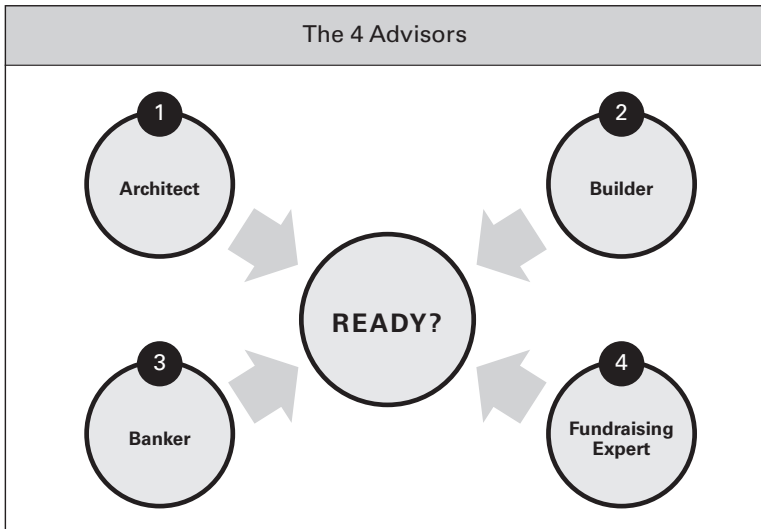 The 4 Advisors
1
Architect
2
Builder
READY?
3
Banker
4
Fundraising
Expert